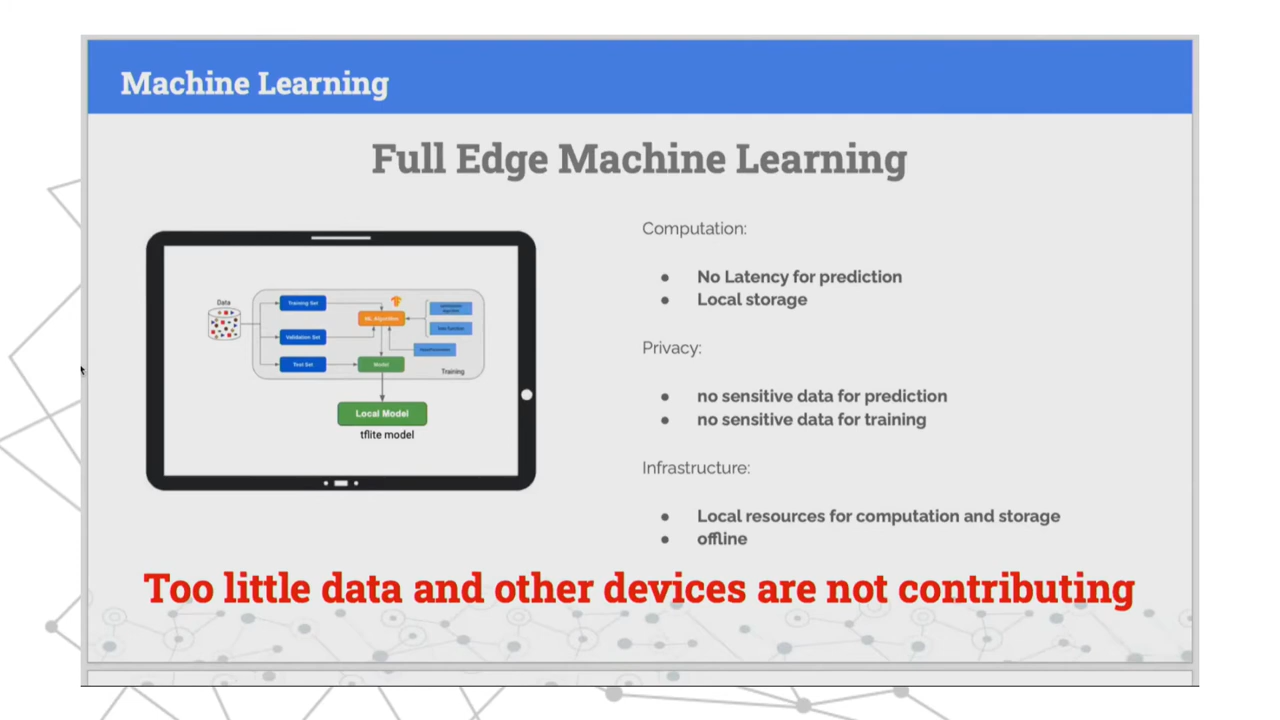 Machine Learning
Full Edge Machine Learning
Computation:
● No Latency for prediction
● Local storage
Privacy:
● no sensitive data for prediction
● no sensitive data for training
Infrastructure:
● Local resources for computation and storage
● offline
Data
Training Set
ML Algorithm
Validation Set
Test Set
Model
Training
Local Model
tflite model
Too little data and other devices are not contributing